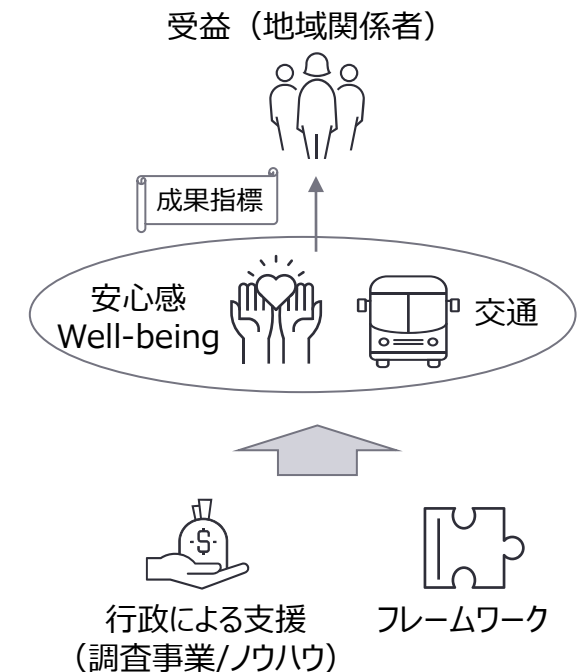 受益（地域関係者）
成果指標
安心感
Well-being
交通
行政による支援
（調査事業/ノウハウ）
フレームワーク